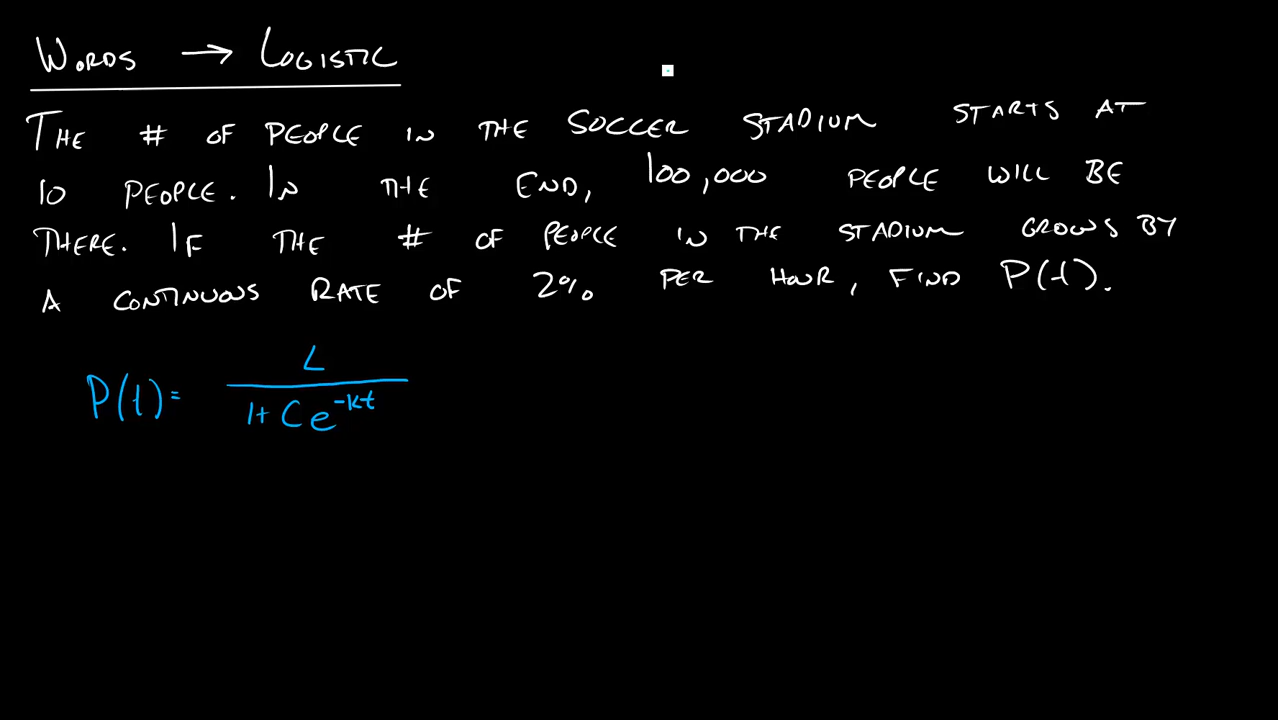 WORDS → LOGISTIC
THE # OF PEOPLE IN THE SOCCER STADIUM STARTS AT
10 PEOPLE. IN THE END, 100,000 PEOPLE WILL BE
THERE. IF THE # OF PEOPLE IN THE STADIUM GROWS BY
A CONTINUOUS RATE OF 2% PER HOUR, FIND P(t).
P(t) = L / (1 + Ce^{-kt})